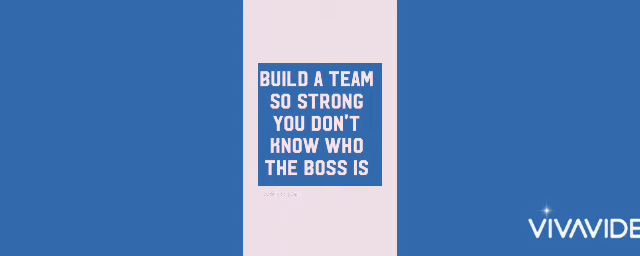 BUILD A TEAM
SO STRONG
YOU DON'T
KNOW WHO
THE BOSS IS
VIVAVIDE